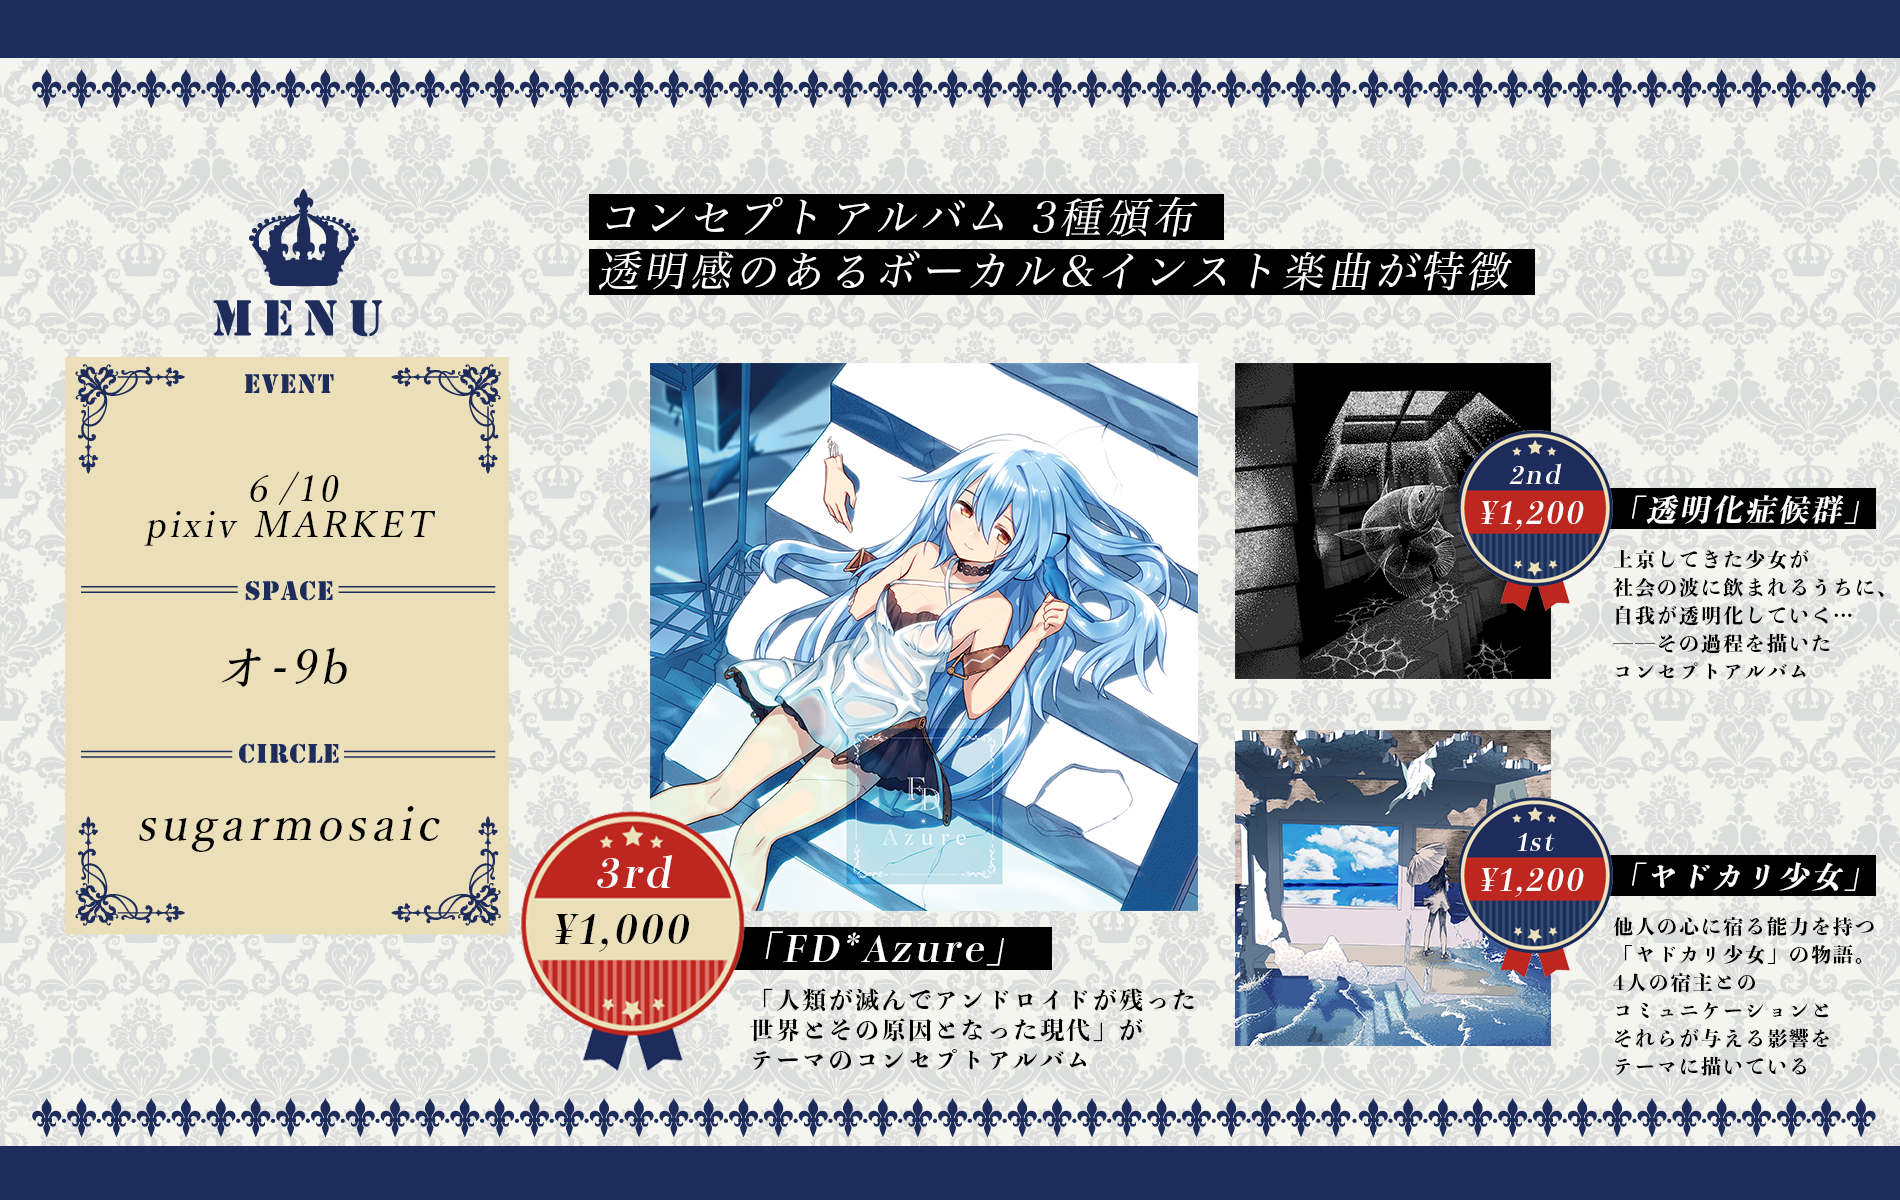 MENU
EVENT
6/10
pixiv MARKET
SPACE
オ-9b
CIRCLE
sugarmosaic
コンセプトアルバム 3種頒布
透明感のあるボーカル&インスト楽曲が特徴
FD
*
Azure
3rd
¥1,000
「FD*Azure」
「人類が滅んでアンドロイドが残った
世界とその原因となった現代」が
テーマのコンセプトアルバム
2nd
¥1,200
「透明化症候群」
上京してきた少女が
社会の波に飲まれるうちに、
自我が透明化していく…
――その過程を描いた
コンセプトアルバム
1st
¥1,200
「ヤドカリ少女」
他人の心に宿る能力を持つ
「ヤドカリ少女」の物語。
4人の宿主との
コミュニケーションと
それらが与える影響を
テーマに描いている